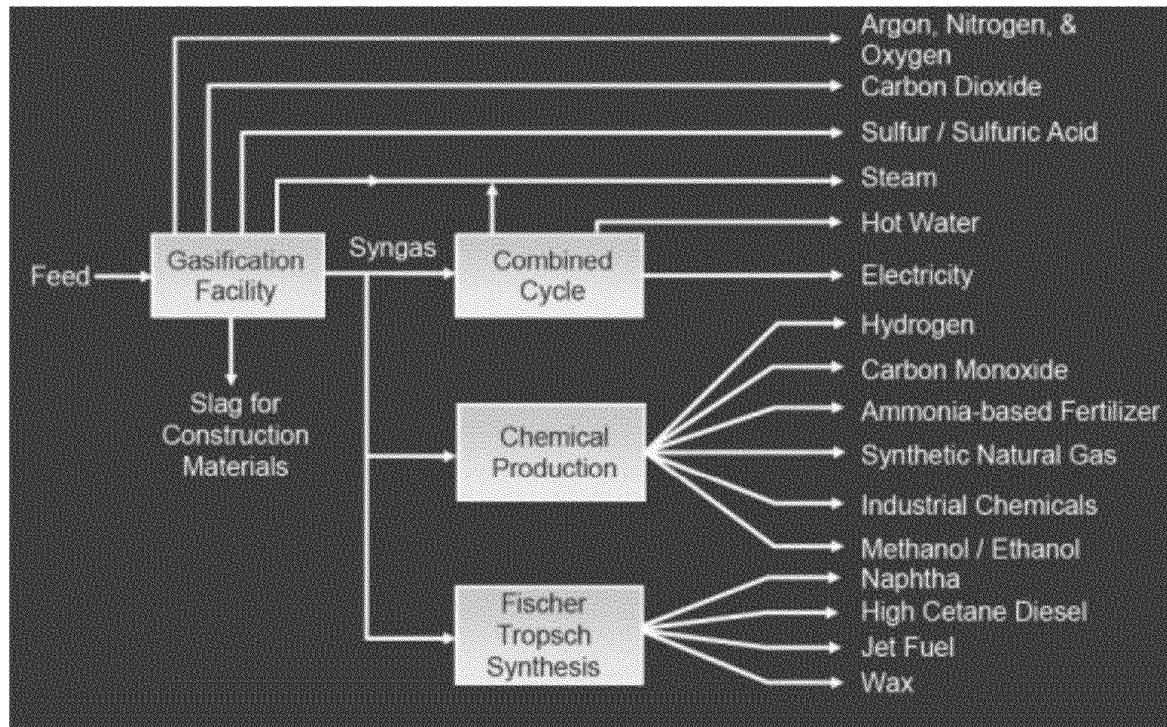 Argon, Nitrogen, &
Oxygen
Carbon Dioxide
Sulfur / Sulfuric Acid
Steam
Hot Water
Electricity
Feed
Gasification
Facility
Syngas
Combined
Cycle
Slag for
Construction
Materials
Chemical
Production
Hydrogen
Carbon Monoxide
Ammonia-based Fertilizer
Synthetic Natural Gas
Industrial Chemicals
Methanol / Ethanol
Fischer
Tropsch
Synthesis
Naphtha
High Cetane Diesel
Jet Fuel
Wax